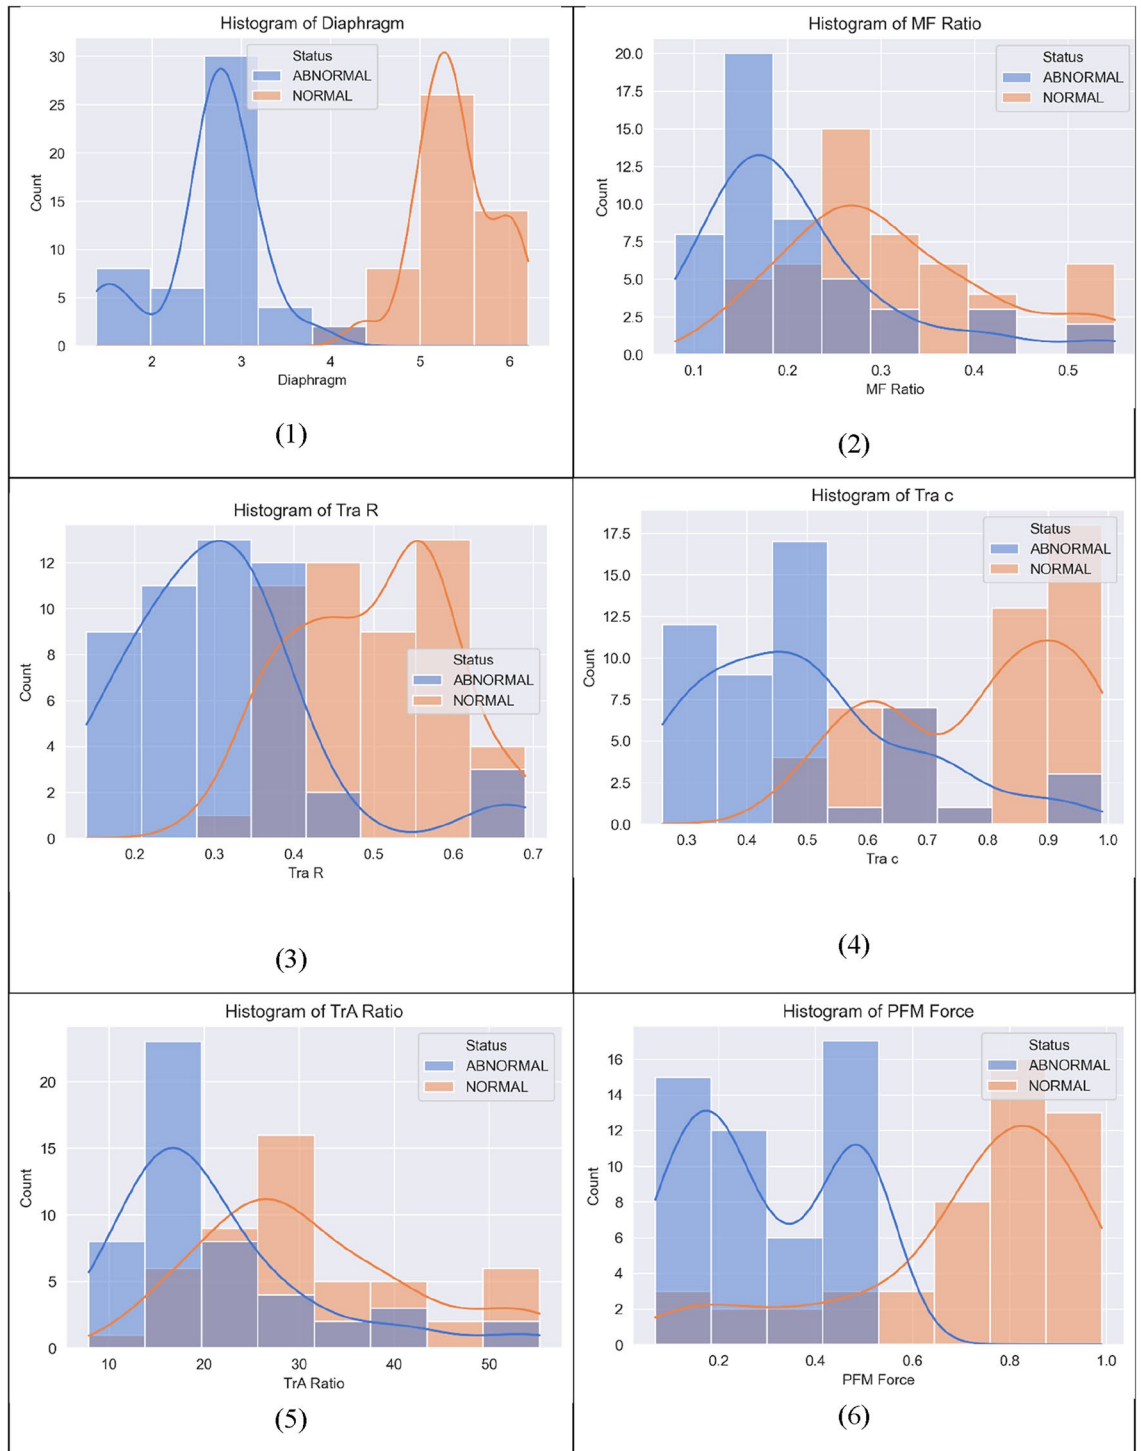 Histogram of Diaphragm
Status
ABNORMAL
NORMAL
30
25
20
15
10
5
0
Count
2 3 4 5 6
Diaphragm
(1)
Histogram of MF Ratio
Status
ABNORMAL
NORMAL
20.0
17.5
15.0
12.5
10.0
7.5
5.0
2.5
0.0
Count
0.1 0.2 0.3 0.4 0.5
MF Ratio
(2)
Histogram of Tra R
Status
ABNORMAL
NORMAL
12
10
8
6
4
2
0
Count
0.2 0.3 0.4 0.5 0.6 0.7
Tra R
(3)
Histogram of Tra c
Status
ABNORMAL
NORMAL
17.5
15.0
12.5
10.0
7.5
5.0
2.5
0.0
Count
0.3 0.4 0.5 0.6 0.7 0.8 0.9 1.0
Tra c
(4)
Histogram of TrA Ratio
Status
ABNORMAL
NORMAL
20
15
10
5
0
Count
10 20 30 40 50
TrA Ratio
(5)
Histogram of PFM Force
Status
ABNORMAL
NORMAL
16
14
12
10
8
6
4
2
0
Count
0.2 0.4 0.6 0.8 1.0
PFM Force
(6)